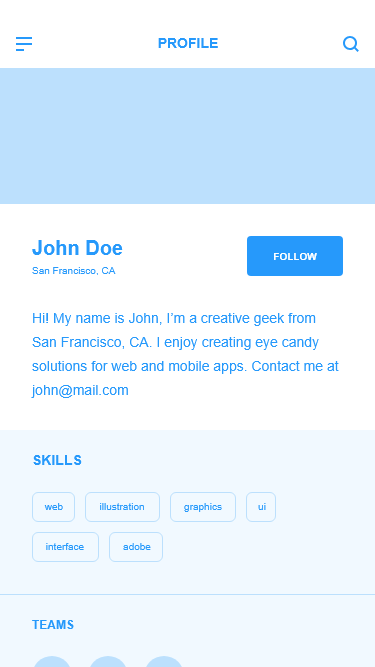 PROFILE
John Doe
San Francisco, CA
FOLLOW
Hi! My name is John, I’m a creative geek from
San Francisco, CA. I enjoy creating eye candy
solutions for web and mobile apps. Contact me at
john@mail.com
SKILLS
web illustration graphics ui
interface adobe
TEAMS